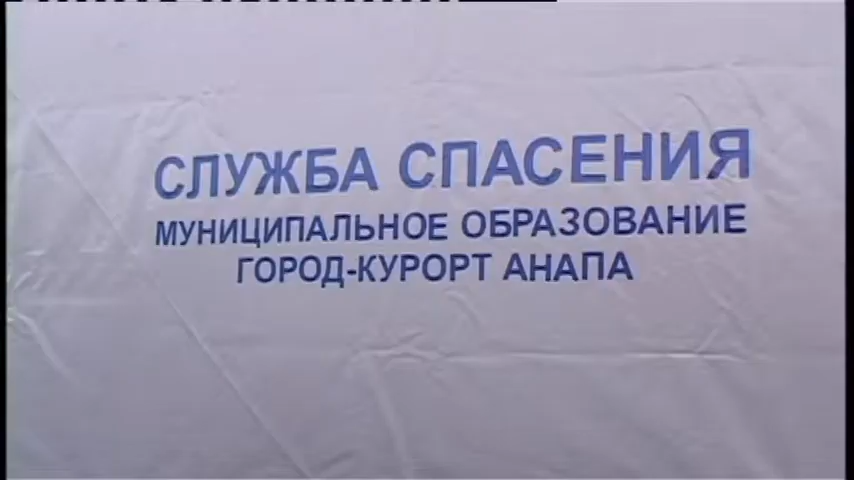 СЛУЖБА СПАСЕНИЯ
МУНИЦИПАЛЬНОЕ ОБРАЗОВАНИЕ
ГОРОД-КУРОРТ АНАПА